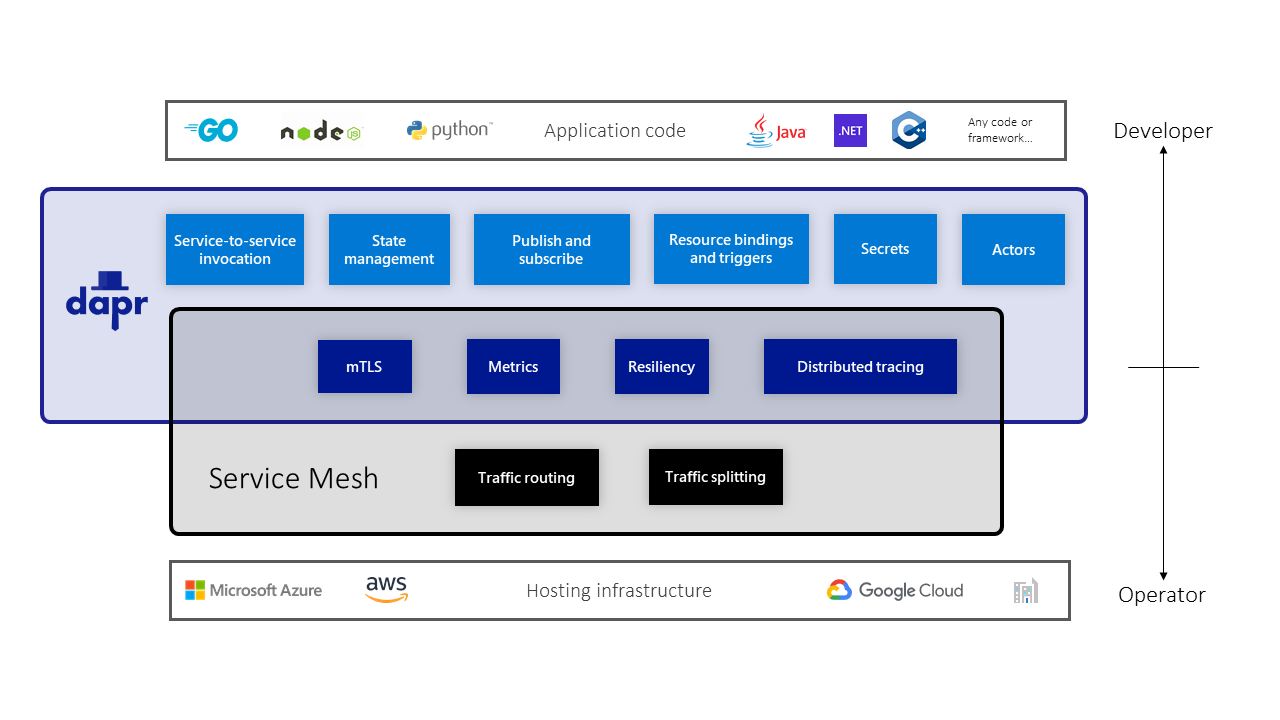 GO
node JS
python™
Application code
Java
.NET
C++
Any code or
framework...
Developer
Service-to-service
invocation
State
management
Publish and
subscribe
Resource bindings
and triggers
Secrets
Actors
dapr
mTLS
Metrics
Resiliency
Distributed tracing
Service Mesh
Traffic routing
Traffic splitting
Microsoft Azure
aws
Hosting infrastructure
Google Cloud
Operator